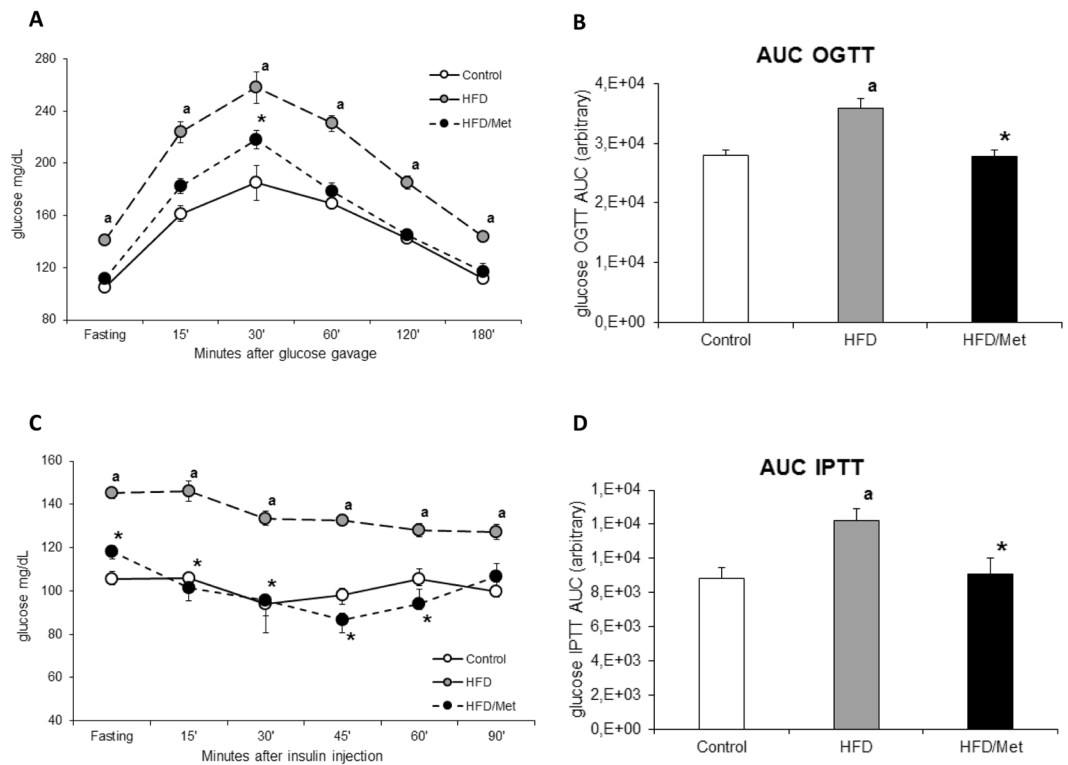 A
280
240
200
160
120
80
glucose mg/dL
a
a
a
a
a
a
*
Control
HFD
HFD/Met
Fasting
15'
30'
60'
120'
180'
Minutes after glucose gavage
B
AUC OGTT
4,E+04
3,E+04
2,E+04
1,E+04
0,E+00
glucose OGTT AUC (arbitrary)
a
*
Control
HFD
HFD/Met
C
160
140
120
100
80
60
40
glucose mg/dL
a
a
a
a
a
a
*
*
*
*
*
Control
HFD
HFD/Met
Fasting
15'
30'
45'
60'
90'
Minutes after insulin injection
D
AUC IPTT
1,E+04
1,E+04
1,E+04
8,E+03
6,E+03
4,E+03
2,E+03
0,E+00
glucose IPTT AUC (arbitrary)
a
*
Control
HFD
HFD/Met